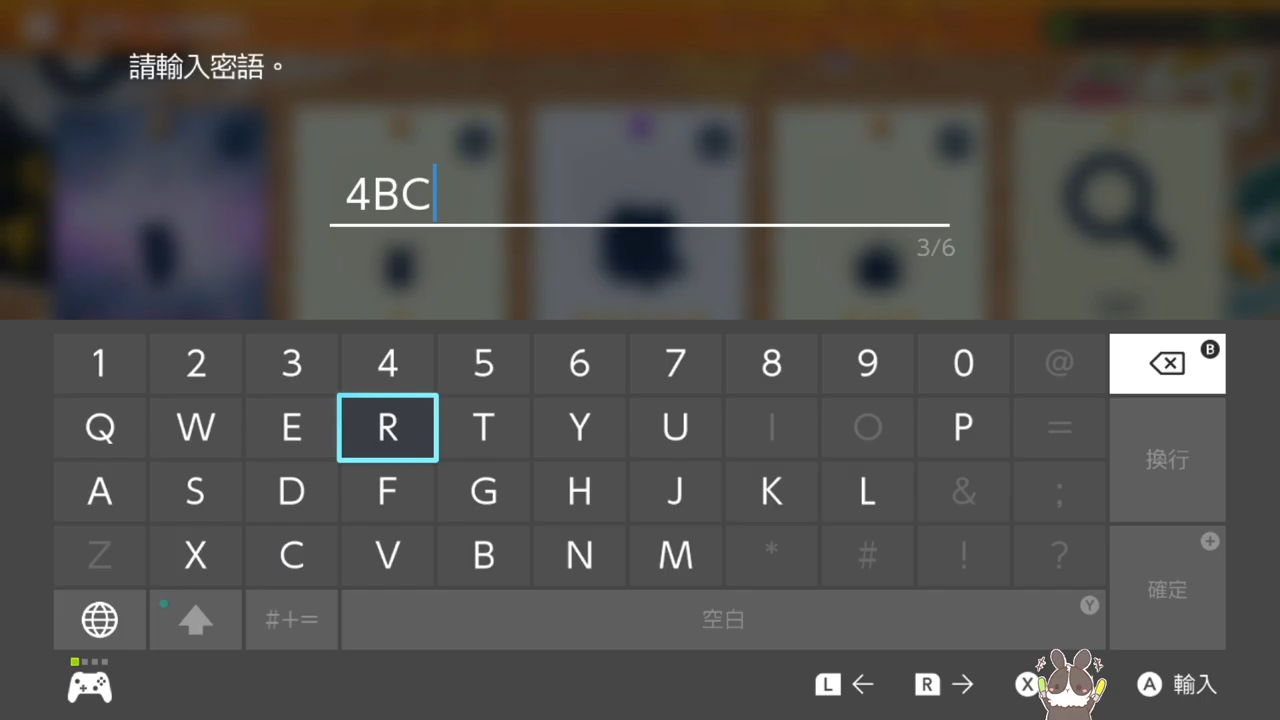 請輸入密語。
4BC
3/6
1 2 3 4 5 6 7 8 9 0 @ B
Q W E R T Y U I O P = 換行
A S D F G H J K L & ;
Z X C V B N M * # ! ? + 確定
#+= 空白 Y
L ← R → X A 輸入